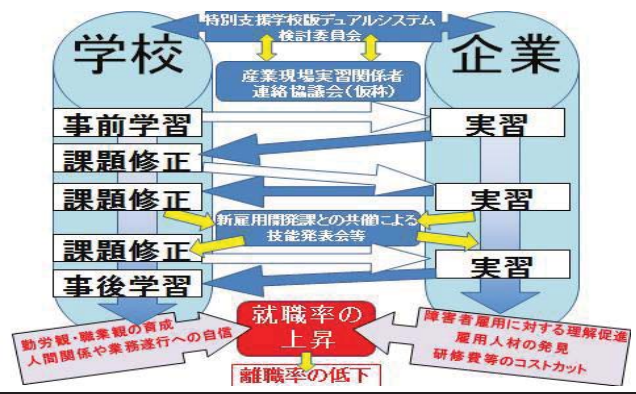 特別支援学校版デュアルシステム
検討委員会
学校
企業
産業現場実習関係者
連絡協議会(仮称)
事前学習
実習
課題修正
課題修正
実習
新雇用開発課との共働による
技能発表会等
課題修正
実習
事後学習
就職率の
上昇
勤労観・職業観の育成
人間関係や業務遂行への自信
障害者雇用に対する理解促進
雇用人材の発見
研修費等のコストカット
離職率の低下